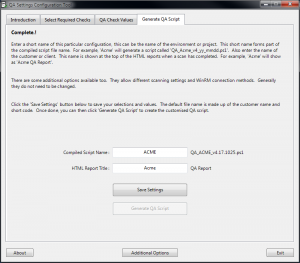 QA Settings Configuration Tool
Introduction
Select Required Checks
QA Check Values
Generate QA Script
Complete!
Enter a short name of this particular configuration, this can be the name of the environment or project. This short name forms part
of the compiled script file name. For example, 'Acme' will generate a script called 'QA_Acme_v4.yy.mmdd.ps1'. Also enter the name of
the customer or client. This name is shown at the top of the HTML reports when a scan has completed. For example, 'Acme' will show
as 'Acme QA Report'.
There are some additional options available too. They allow different scanning settings and WinRM connection methods. Generally
they do not need to be changed.
Click the 'Save Settings' button below to save your selections and values. The default file name is made up of the customer name and
short code. Once done, you can then click 'Generate QA Script' to create the customised QA script.
Compiled Script Name: ACME QA_ACME_v4.17.1025.ps1
HTML Report Title: Acme QA Report
Save Settings
Generate QA Script
About
Additional Options
Exit